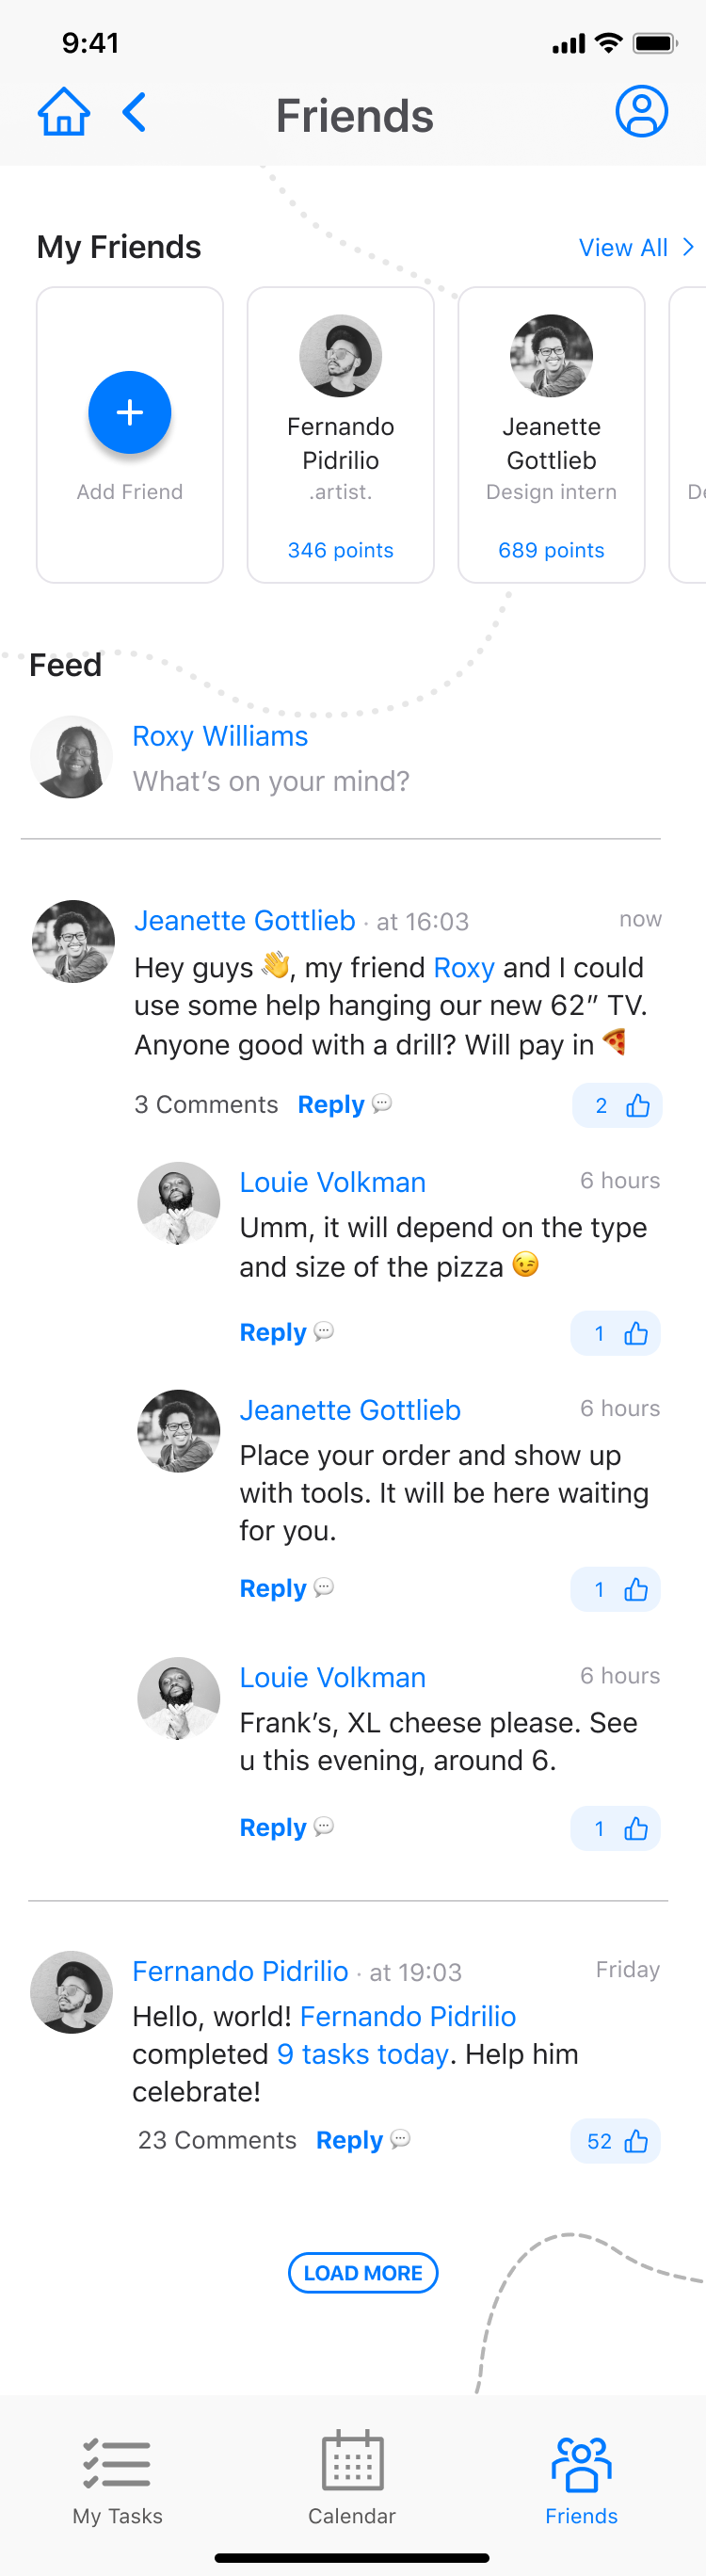 9:41
Friends
My Friends
View All
Add Friend
Fernando
Pidrilio
.artist.
346 points
Jeanette
Gottlieb
Design intern
689 points
Feed
Roxy Williams
What’s on your mind?
Jeanette Gottlieb · at 16:03
now
Hey guys 👋, my friend Roxy and I could
use some help hanging our new 62” TV.
Anyone good with a drill? Will pay in 🍕
3 Comments Reply 💬
2
Louie Volkman
6 hours
Umm, it will depend on the type
and size of the pizza 😉
Reply 💬
1
Jeanette Gottlieb
6 hours
Place your order and show up
with tools. It will be here waiting
for you.
Reply 💬
1
Louie Volkman
6 hours
Frank’s, XL cheese please. See
u this evening, around 6.
Reply 💬
1
Fernando Pidrilio · at 19:03
Friday
Hello, world! Fernando Pidrilio
completed 9 tasks today. Help him
celebrate!
23 Comments Reply 💬
52
LOAD MORE
My Tasks
Calendar
Friends